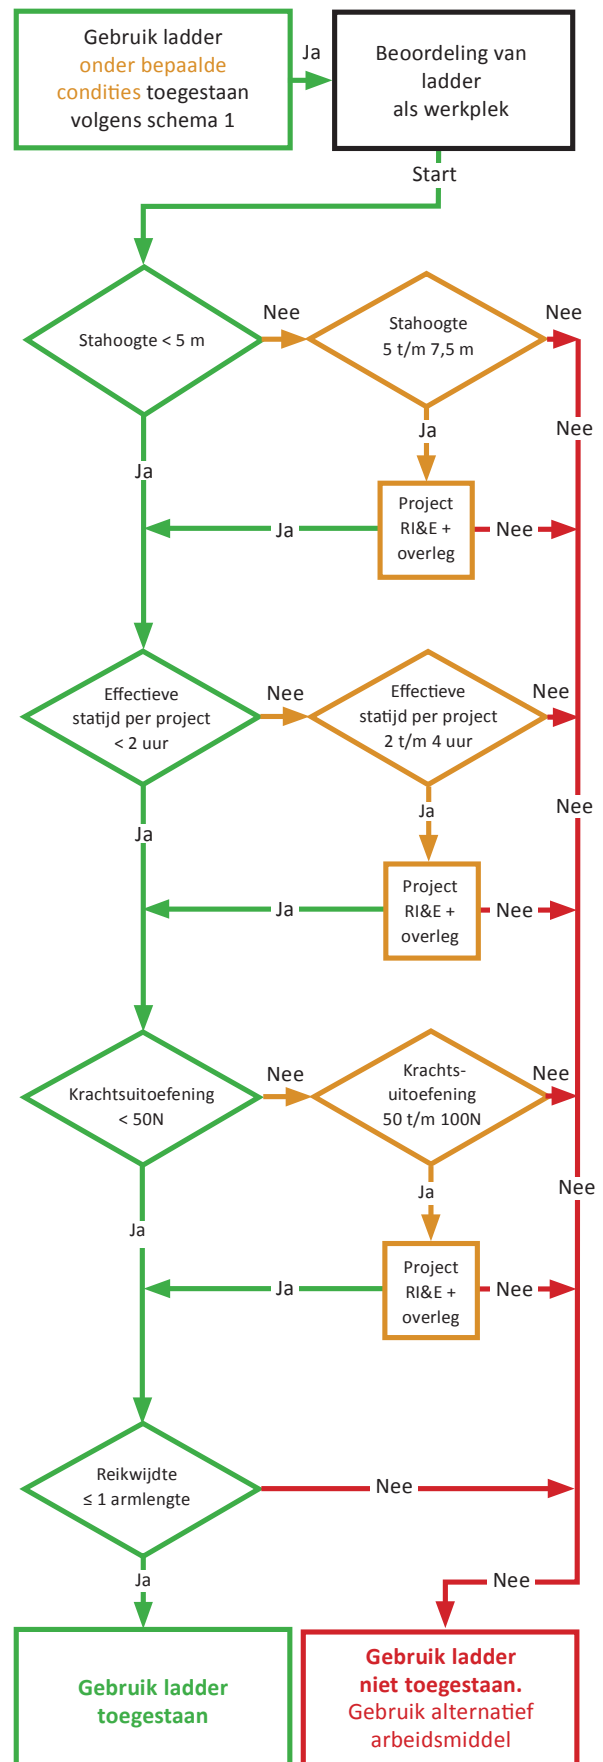 Gebruik ladder
onder bepaalde
condities toegestaan
volgens schema 1
Ja
Beoordeling van
ladder
als werkplek
Start
Stahoogte < 5 m
Nee
Stahoogte
5 t/m 7,5 m
Nee
Nee
Ja
Ja
Project
RI&E +
overleg
Ja
Nee
Effectieve
statijd per project
< 2 uur
Nee
Effectieve
statijd per project
2 t/m 4 uur
Nee
Nee
Ja
Ja
Project
RI&E +
overleg
Ja
Nee
Krachtsuitoefening
< 50N
Nee
Krachts-
uitoefening
50 t/m 100N
Nee
Nee
Ja
Ja
Project
RI&E +
overleg
Ja
Nee
Reikwijdte
≤ 1 armlengte
Nee
Ja
Nee
Gebruik ladder
toegestaan
Gebruik ladder
niet toegestaan.
Gebruik alternatief
arbeidsmiddel